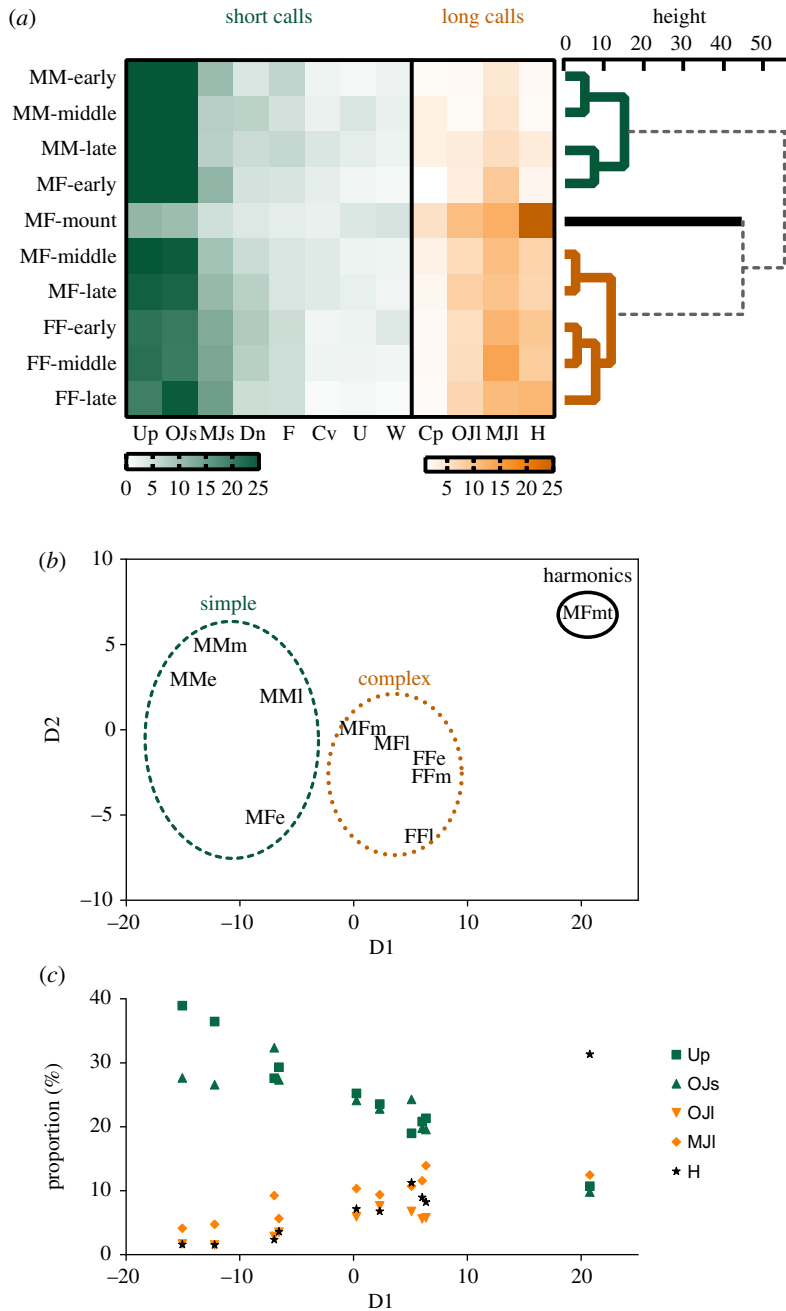 (a) short calls long calls height
0 10 20 30 40 50
MM-early
MM-middle
MM-late
MF-early
MF-mount
MF-middle
MF-late
FF-early
FF-middle
FF-late
Up OJs MJs Dn F Cv U W Cp OJl MJl H
0 5 10 15 20 25 5 10 15 20 25
(b)
10
harmonics
MFmt
simple
5
MMm
complex
MMe
MMl
D2
0
MFm
MFl
FFe
FFm
−5
MFe
FFl
−10
−20 −10 0 10 20
D1
(c)
40
30
20
10
0
proportion (%)
Up
OJs
OJl
MJl
H
−20 −10 0 10 20
D1